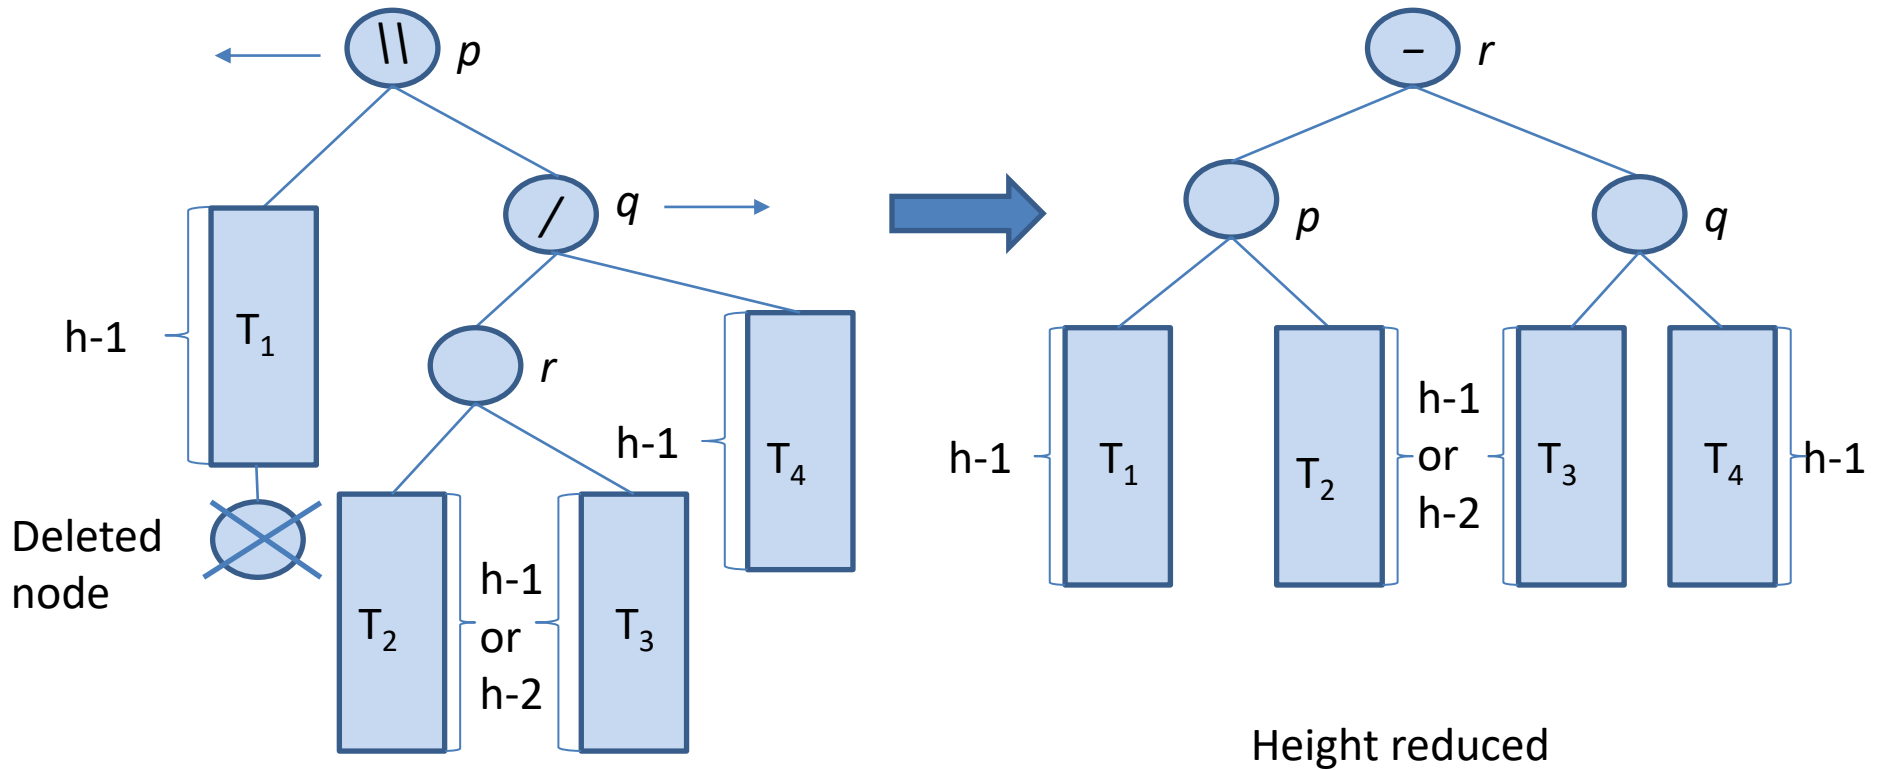 \\ p
/ q
r
h-1
T1
Deleted
node
T2
h-1
or
h-2
T3
h-1
T4
– r
p
q
h-1
T1
T2
h-1
or
h-2
T3
T4
h-1
Height reduced